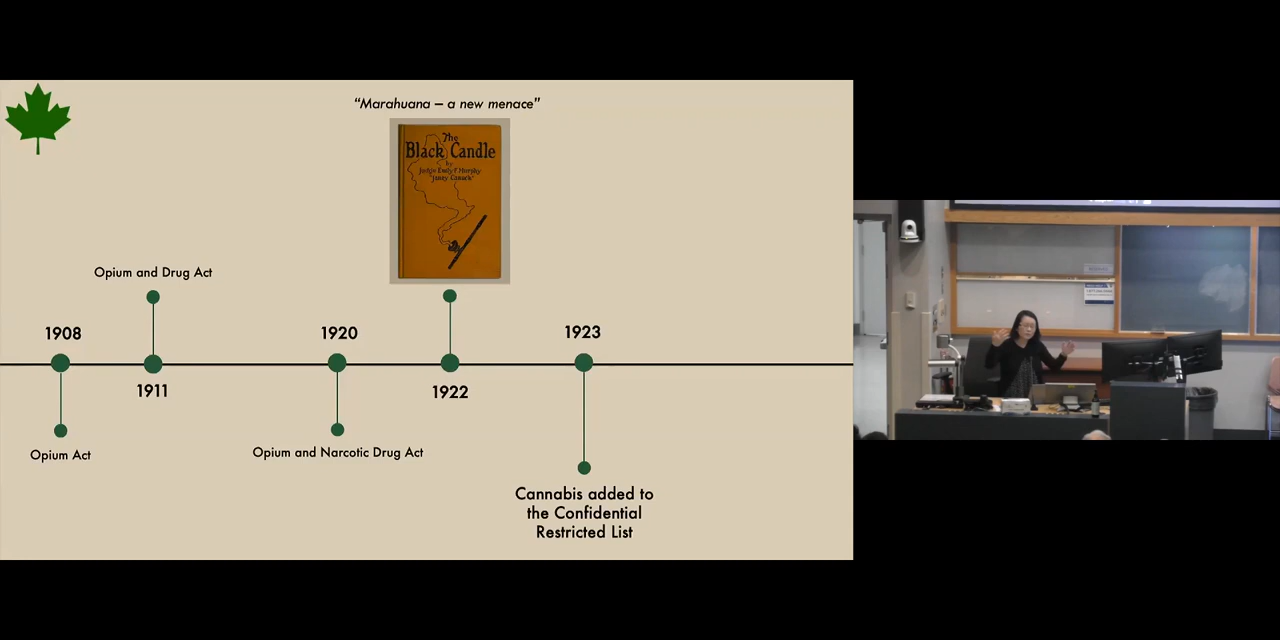 “Marahuana – a new menace”
The
Black Candle
by
Judge Emily F. Murphy
"Janey Canuck"
Opium and Drug Act
1908
1920
1923
1911
1922
Opium Act
Opium and Narcotic Drug Act
Cannabis added to
the Confidential
Restricted List